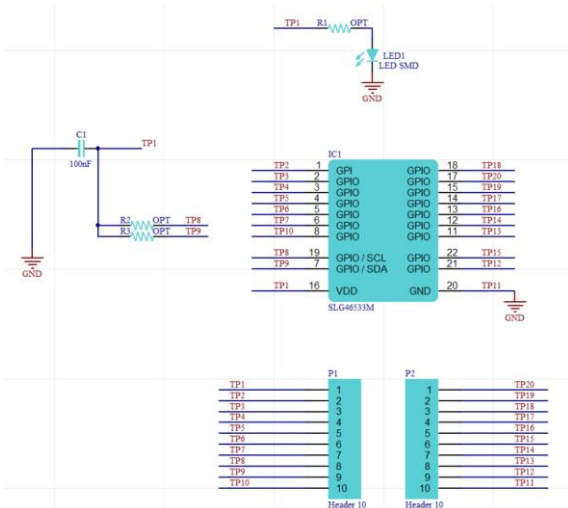 TP1 R1 OPT
LED1
LED SMD
GND
C1
TP1
100nF
R2 OPT TP8
R3 OPT TP9
GND
IC1
TP2 1 GPI GPIO 18 TP18
TP3 2 GPIO GPIO 17 TP20
TP4 3 GPIO GPIO 15 TP19
TP5 4 GPIO GPIO 14 TP17
TP6 5 GPIO GPIO 13 TP16
TP7 6 GPIO GPIO 12 TP14
TP10 8 GPIO GPIO 11 TP13
TP8 19 GPIO / SCL GPIO 22 TP15
TP9 7 GPIO / SDA GPIO 21 TP12
TP1 16 VDD GND 20 TP11
SLG46533M
GND
P1 P2
TP1 1 1 TP20
TP2 2 2 TP19
TP3 3 3 TP18
TP4 4 4 TP17
TP5 5 5 TP16
TP6 6 6 TP15
TP7 7 7 TP14
TP8 8 8 TP13
TP9 9 9 TP12
TP10 10 10 TP11
Header 10 Header 10